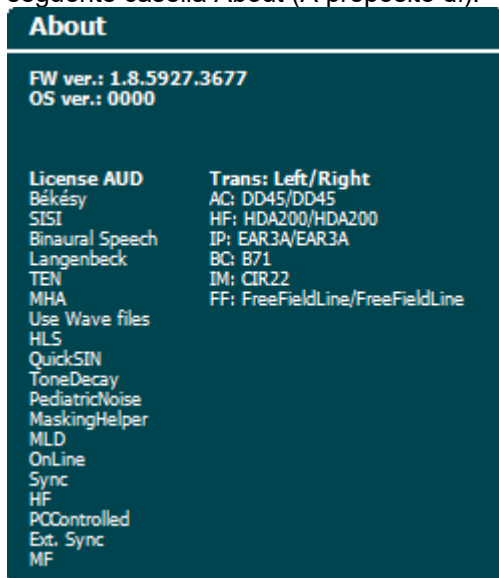 seguente casella About (A proposito di).
About
FW ver.: 1.8.5927.3677
OS ver.: 0000
License AUD
Békésy
SISI
Binaural Speech
Langenbeck
TEN
MHA
Use Wave files
HLS
QuickSIN
ToneDecay
PediatricNoise
MaskingHelper
MLD
OnLine
Sync
HF
PCControlled
Ext. Sync
MF
Trans: Left/Right
AC: DD45/DD45
HF: HDA200/HDA200
IP: EAR3A/EAR3A
BC: B71
IM: CIR22
FF: FreeFieldLine/FreeFieldLine